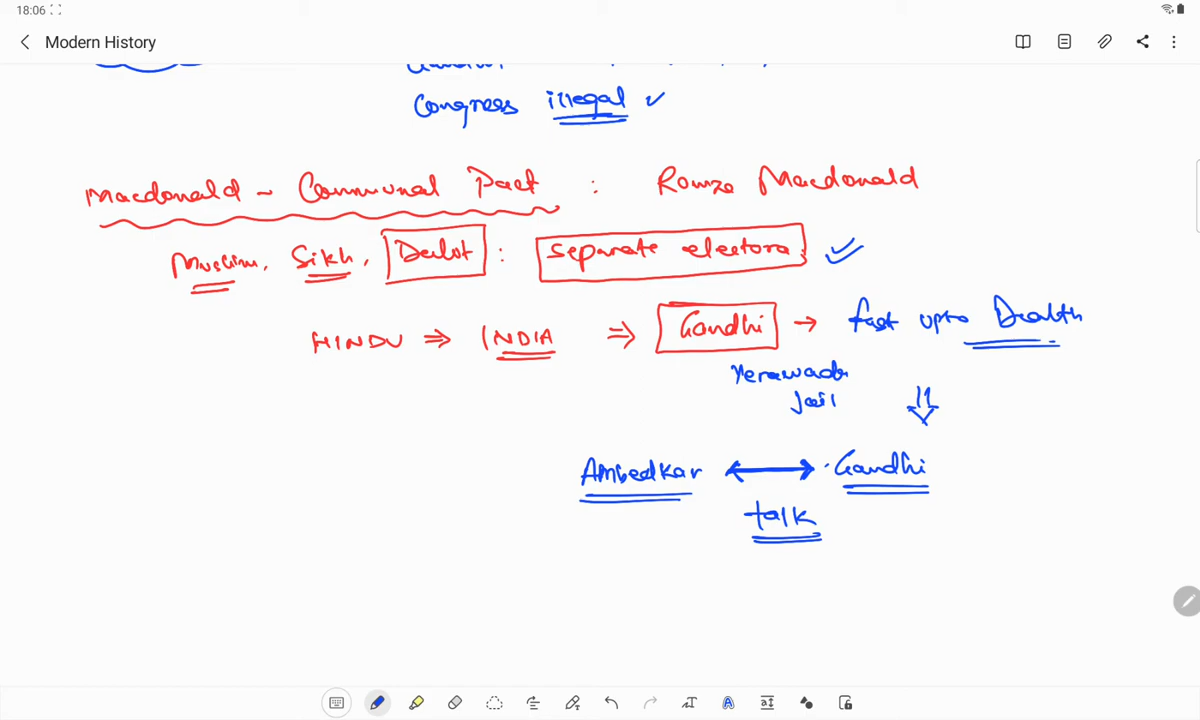 18:06
Modern History
Congress illegal ✓
Macdonald - Communal Pact : Ramze Macdonald
Muslim, Sikh, Dalit : separate electora
HINDU ⇒ INDIA ⇒ Gandhi → fast upto Dealth
Yerawada
Jail
Ambedkar ↔ Gandhi
talk